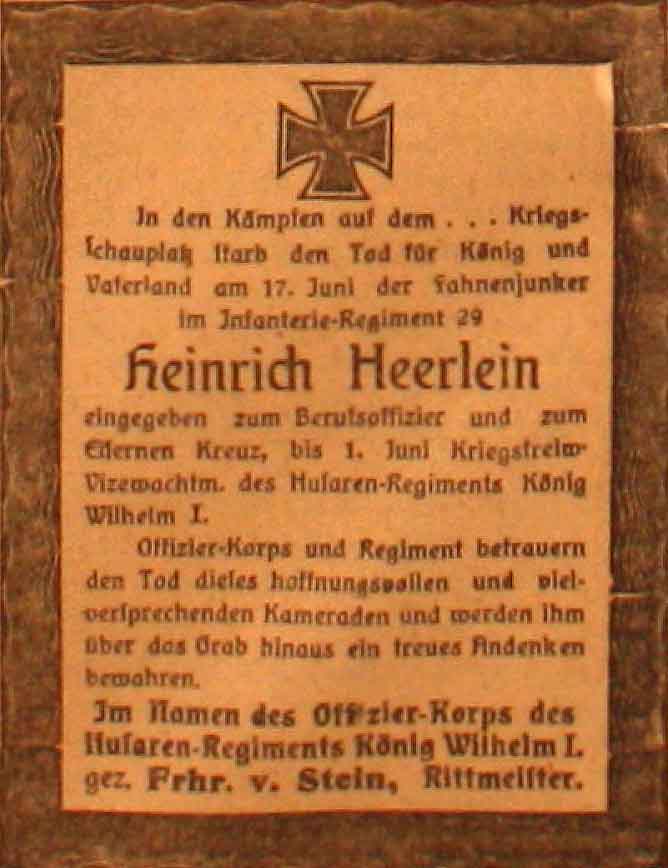 In den Kämpfen auf dem . . . Kriegs-
schauplatz starb den Tod für König und
Vaterland am 17. Juni der Fahnenjunker
im Infanterie-Regiment 29
Heinrich Heerlein
eingegeben zum Berufsoffizier und zum
Eisernen Kreuz, bis 1. Juni Kriegsfreiw-
Vizewachtm. des Husaren-Regiments König
Wilhelm I.
Offizier-Korps und Regiment betrauern
den Tod dieses hoffnungsvollen und viel-
versprechenden Kameraden und werden ihm
über das Grab hinaus ein treues Andenken
bewahren.
Im Namen des Offizier-Korps des
Husaren-Regiments König Wilhelm I.
gez. Frhr. v. Stein, Rittmeister.